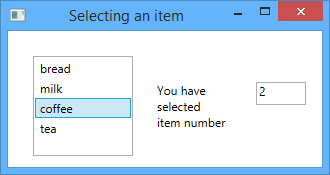 Selecting an item
bread
milk
coffee
tea
You have
selected
item number
2